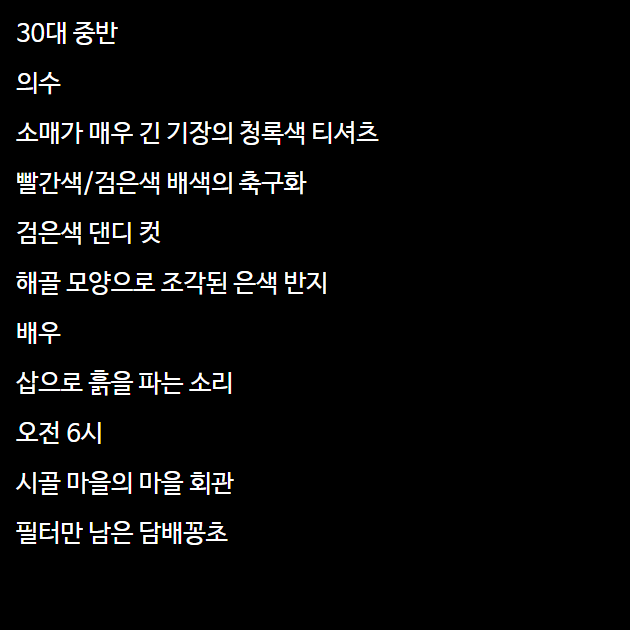 30대 중반
의수
소매가 매우 긴 기장의 청록색 티셔츠
빨간색/검은색 배색의 축구화
검은색 댄디 컷
해골 모양으로 조각된 은색 반지
배우
삽으로 흙을 파는 소리
오전 6시
시골 마을의 마을 회관
필터만 남은 담배꽁초